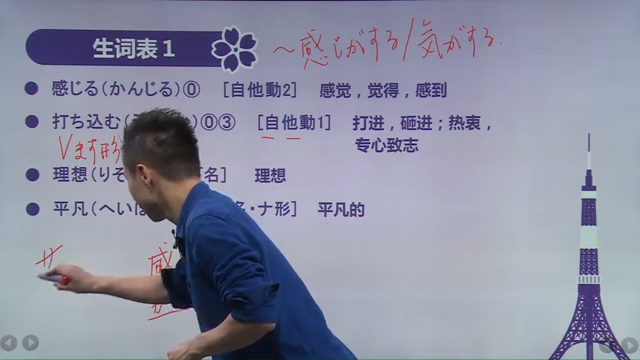 生词表1
~感じがする/気がする.
● 感じる(かんじる)⓪ [自他動2] 感觉，觉得，感到
● 打ち込む( )⓪③ [自他動1] 打进，砸进；热衷，
专心致志
Vます形
● 理想(りそ 名] 理想
● 平凡(へいぼ 名・ナ形] 平凡的
感